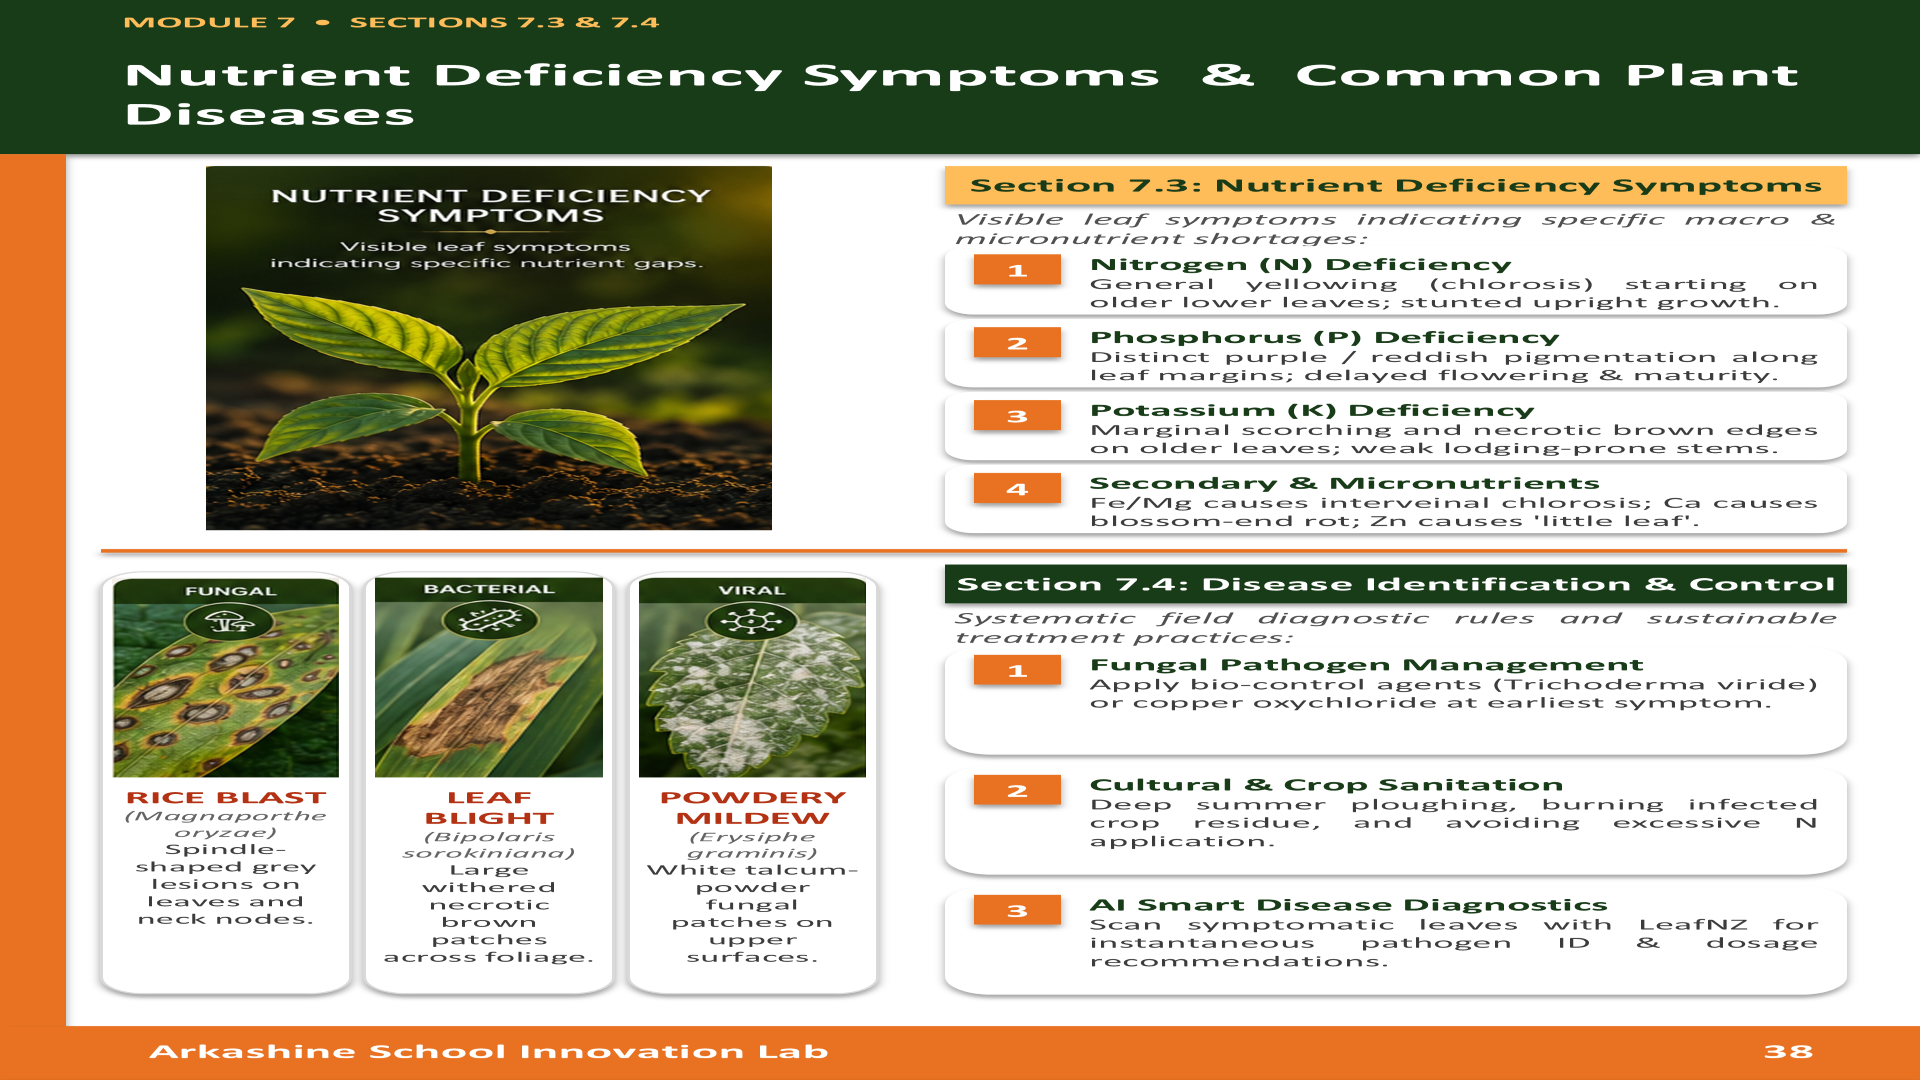 MODULE 7 • SECTIONS 7.3 & 7.4
Nutrient Deficiency Symptoms & Common Plant
Diseases
NUTRIENT DEFICIENCY
SYMPTOMS
Visible leaf symptoms
indicating specific nutrient gaps.
Section 7.3: Nutrient Deficiency Symptoms
Visible leaf symptoms indicating specific macro &
micronutrient shortages:
1
Nitrogen (N) Deficiency
General yellowing (chlorosis) starting on
older lower leaves; stunted upright growth.
2
Phosphorus (P) Deficiency
Distinct purple / reddish pigmentation along
leaf margins; delayed flowering & maturity.
3
Potassium (K) Deficiency
Marginal scorching and necrotic brown edges
on older leaves; weak lodging-prone stems.
4
Secondary & Micronutrients
Fe/Mg causes interveinal chlorosis; Ca causes
blossom-end rot; Zn causes 'little leaf'.
FUNGAL
RICE BLAST
(Magnaporthe
oryzae)
Spindle-
shaped grey
lesions on
leaves and
neck nodes.
BACTERIAL
LEAF
BLIGHT
(Bipolaris
sorokiniana)
Large
withered
necrotic
brown
patches
across foliage.
VIRAL
POWDERY
MILDEW
(Erysiphe
graminis)
White talcum-
powder
fungal
patches on
upper
surfaces.
Section 7.4: Disease Identification & Control
Systematic field diagnostic rules and sustainable
treatment practices:
1
Fungal Pathogen Management
Apply bio-control agents (Trichoderma viride)
or copper oxychloride at earliest symptom.
2
Cultural & Crop Sanitation
Deep summer ploughing, burning infected
crop residue, and avoiding excessive N
application.
3
AI Smart Disease Diagnostics
Scan symptomatic leaves with LeafNZ for
instantaneous pathogen ID & dosage
recommendations.
Arkashine School Innovation Lab
38